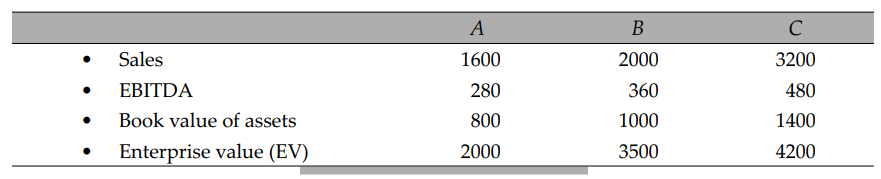 A B C
• Sales 1600 2000 3200
• EBITDA 280 360 480
• Book value of assets 800 1000 1400
• Enterprise value (EV) 2000 3500 4200